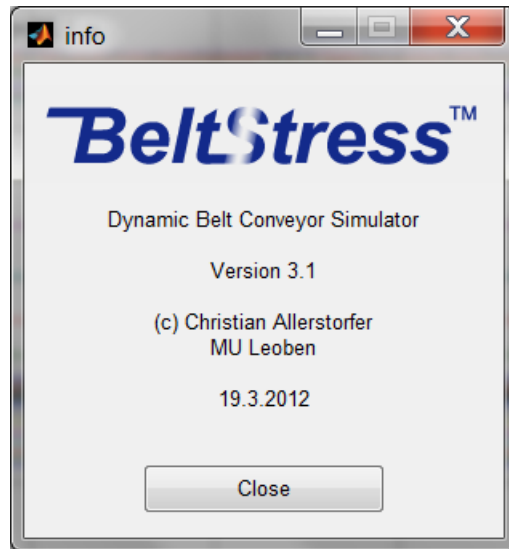 info
BeltStress™
Dynamic Belt Conveyor Simulator
Version 3.1
(c) Christian Allerstorfer
MU Leoben
19.3.2012
Close